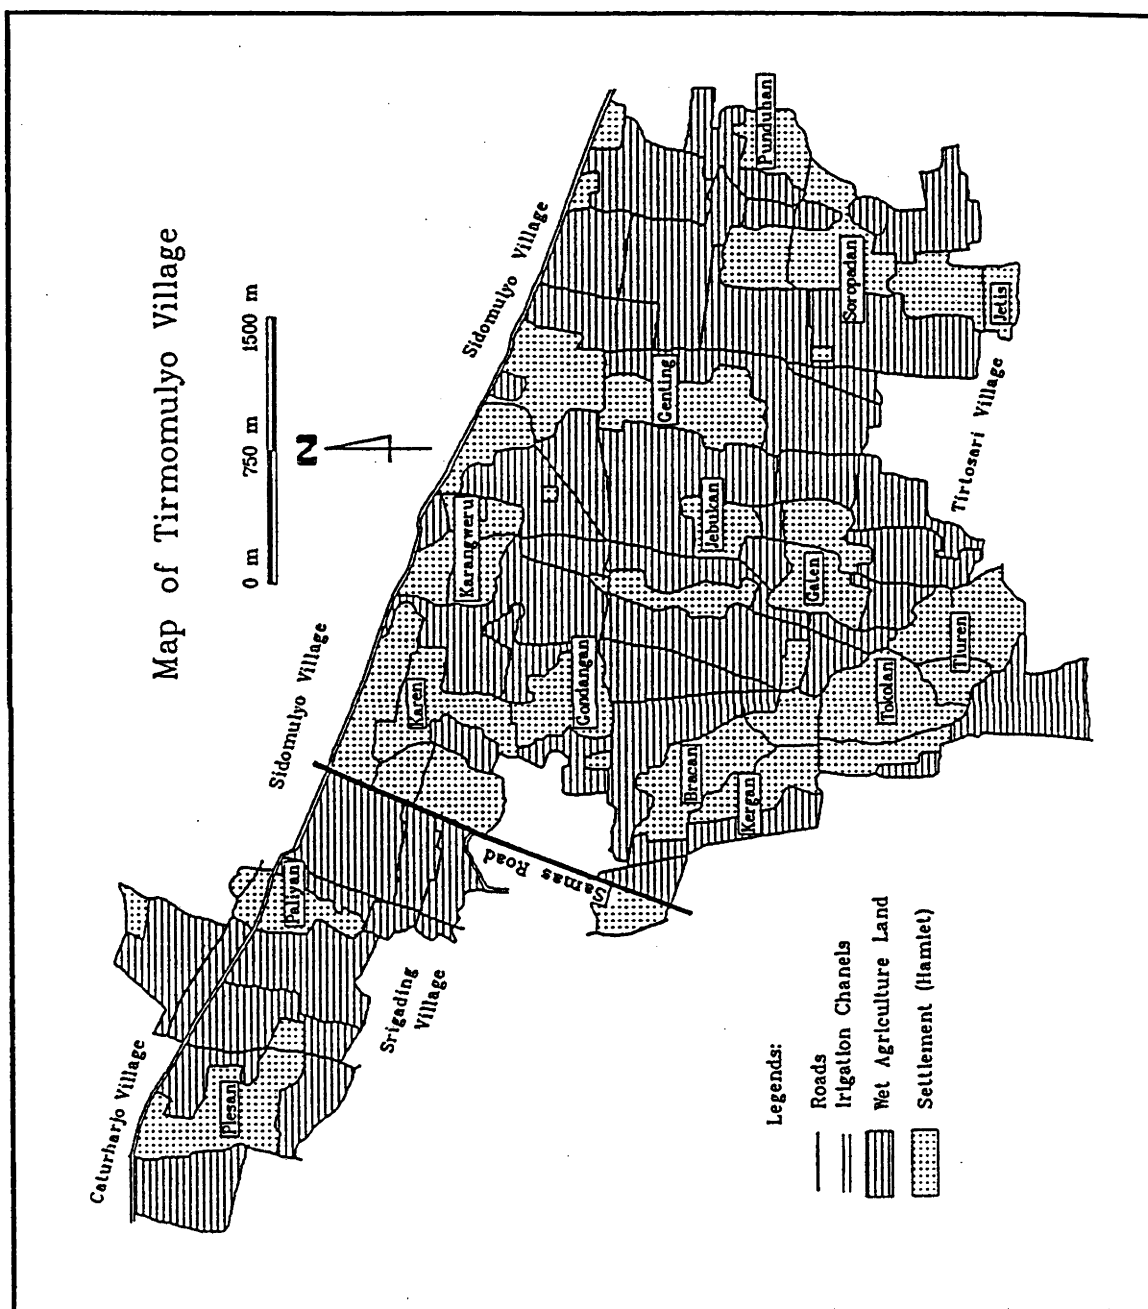 Map of Tirmomulyo Village
0 m
750 m
1500 m
N
Caturharjo Village
Sidomulyo Village
Sidomulyo Village
Srigading
Village
Tirtosari Village
Samas Road
Plesan
Paliyan
Karen
Karangweru
Gondangan
Genting
Jebukan
Galen
Bracan
Kergan
Tokolan
Tluren
Punduhan
Soropadan
Jetis
Legends:
Roads
Irigation Chanels
Wet Agriculture Land
Settlement (Hamlet)